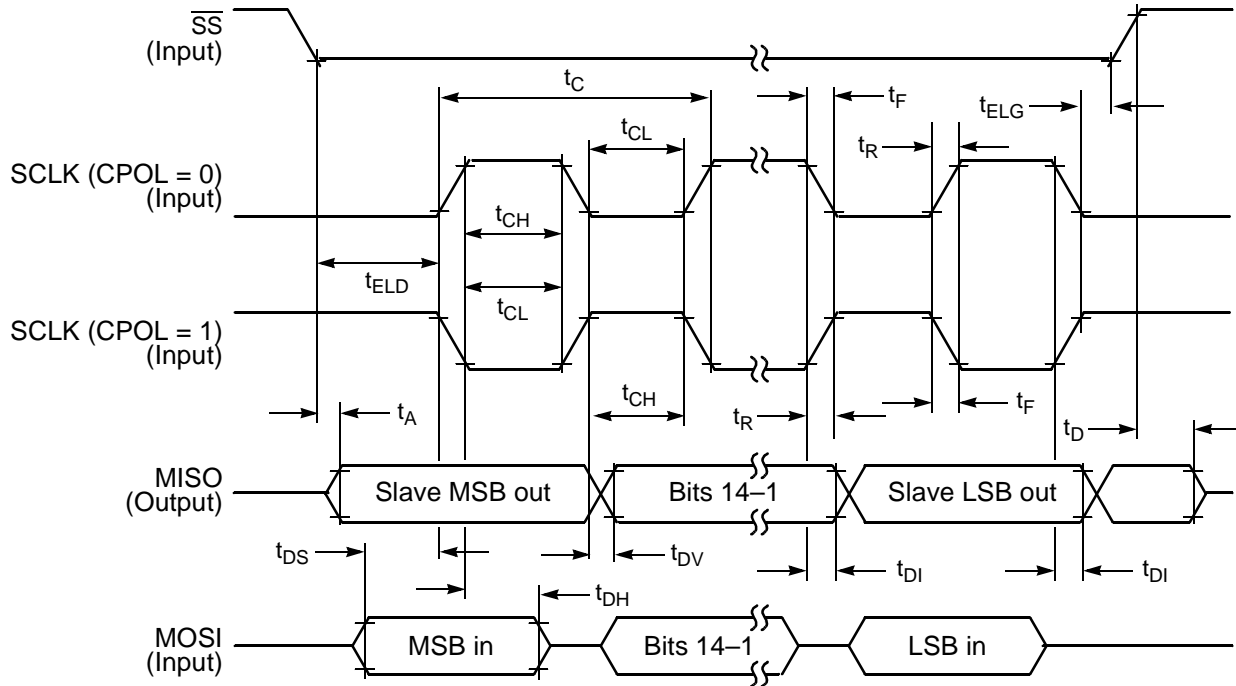 SS
(Input)
t_C
t_F
t_ELG
t_CL
t_R
SCLK (CPOL = 0)
(Input)
t_CH
t_ELD
t_CL
SCLK (CPOL = 1)
(Input)
t_A
t_CH
t_R
t_F
t_D
MISO
(Output)
Slave MSB out
Bits 14–1
Slave LSB out
t_DS
t_DV
t_DI
t_DI
t_DH
MOSI
(Input)
MSB in
Bits 14–1
LSB in